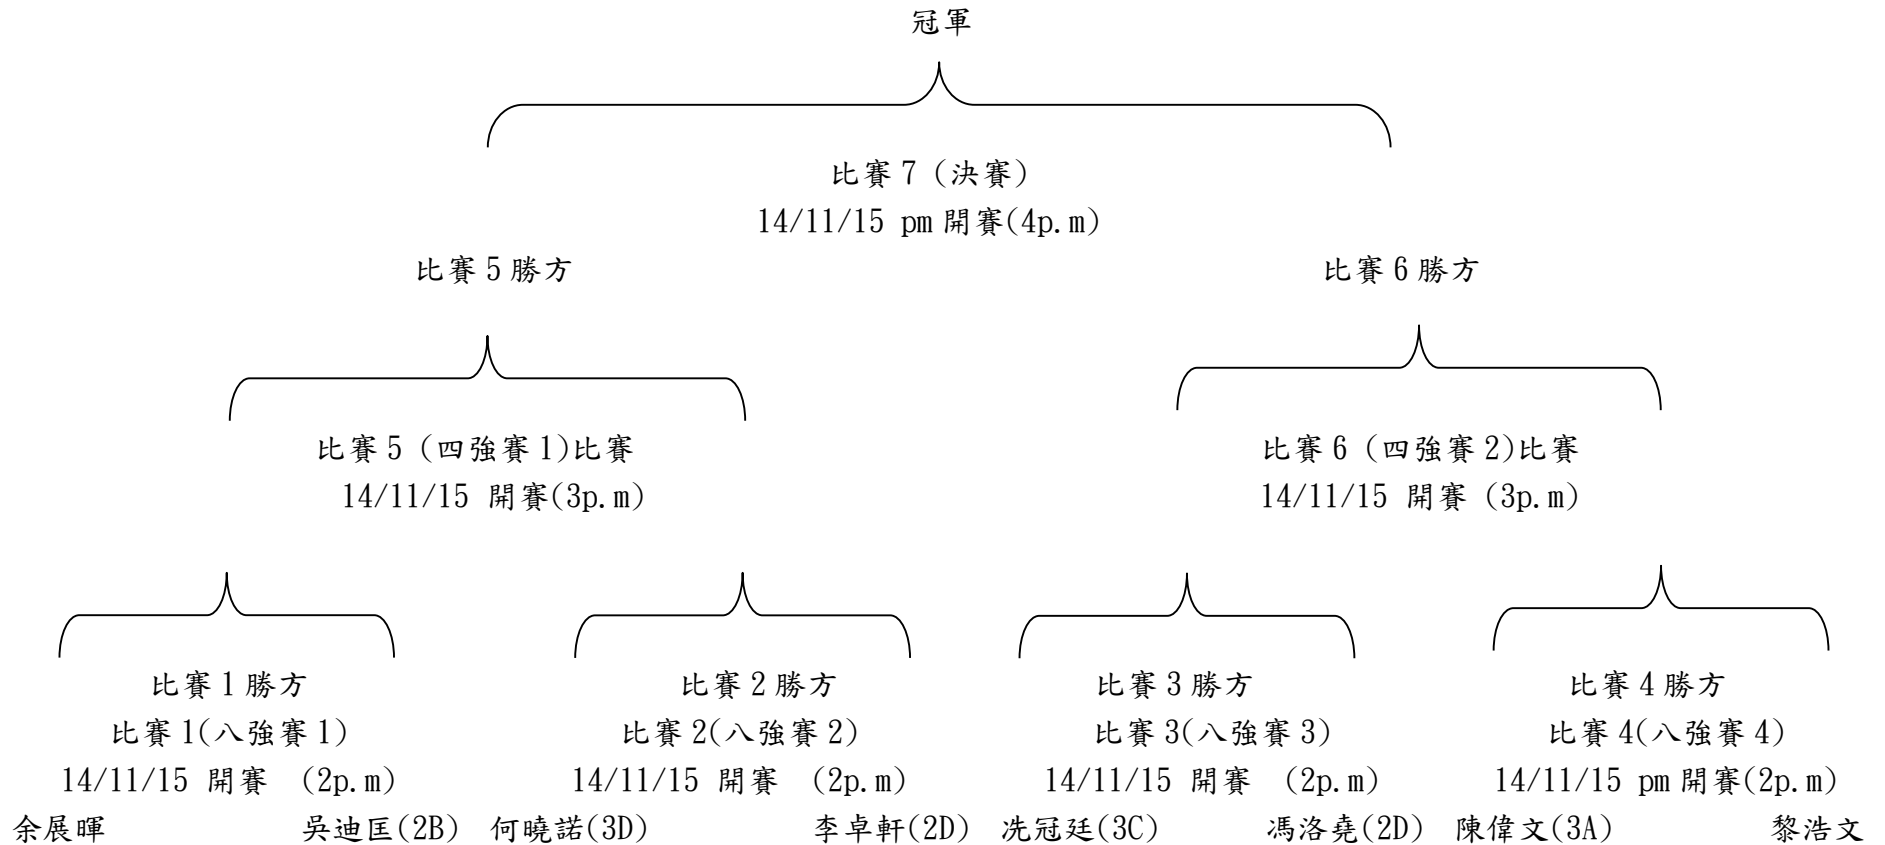 冠軍
比賽 7 (決賽)
14/11/15 pm 開賽(4p.m)
比賽 5 勝方 比賽 6 勝方
比賽 5 (四強賽 1)比賽 比賽 6 (四強賽 2)比賽
14/11/15 開賽(3p.m) 14/11/15 開賽 (3p.m)
比賽 1 勝方 比賽 2 勝方 比賽 3 勝方 比賽 4 勝方
比賽 1(八強賽 1) 比賽 2(八強賽 2) 比賽 3(八強賽 3) 比賽 4(八強賽 4)
14/11/15 開賽 (2p.m) 14/11/15 開賽 (2p.m) 14/11/15 開賽 (2p.m) 14/11/15 pm 開賽(2p.m)
余展暉 吳迪匡(2B) 何曉諾(3D) 李卓軒(2D) 冼冠廷(3C) 馮洛堯(2D) 陳偉文(3A) 黎浩文